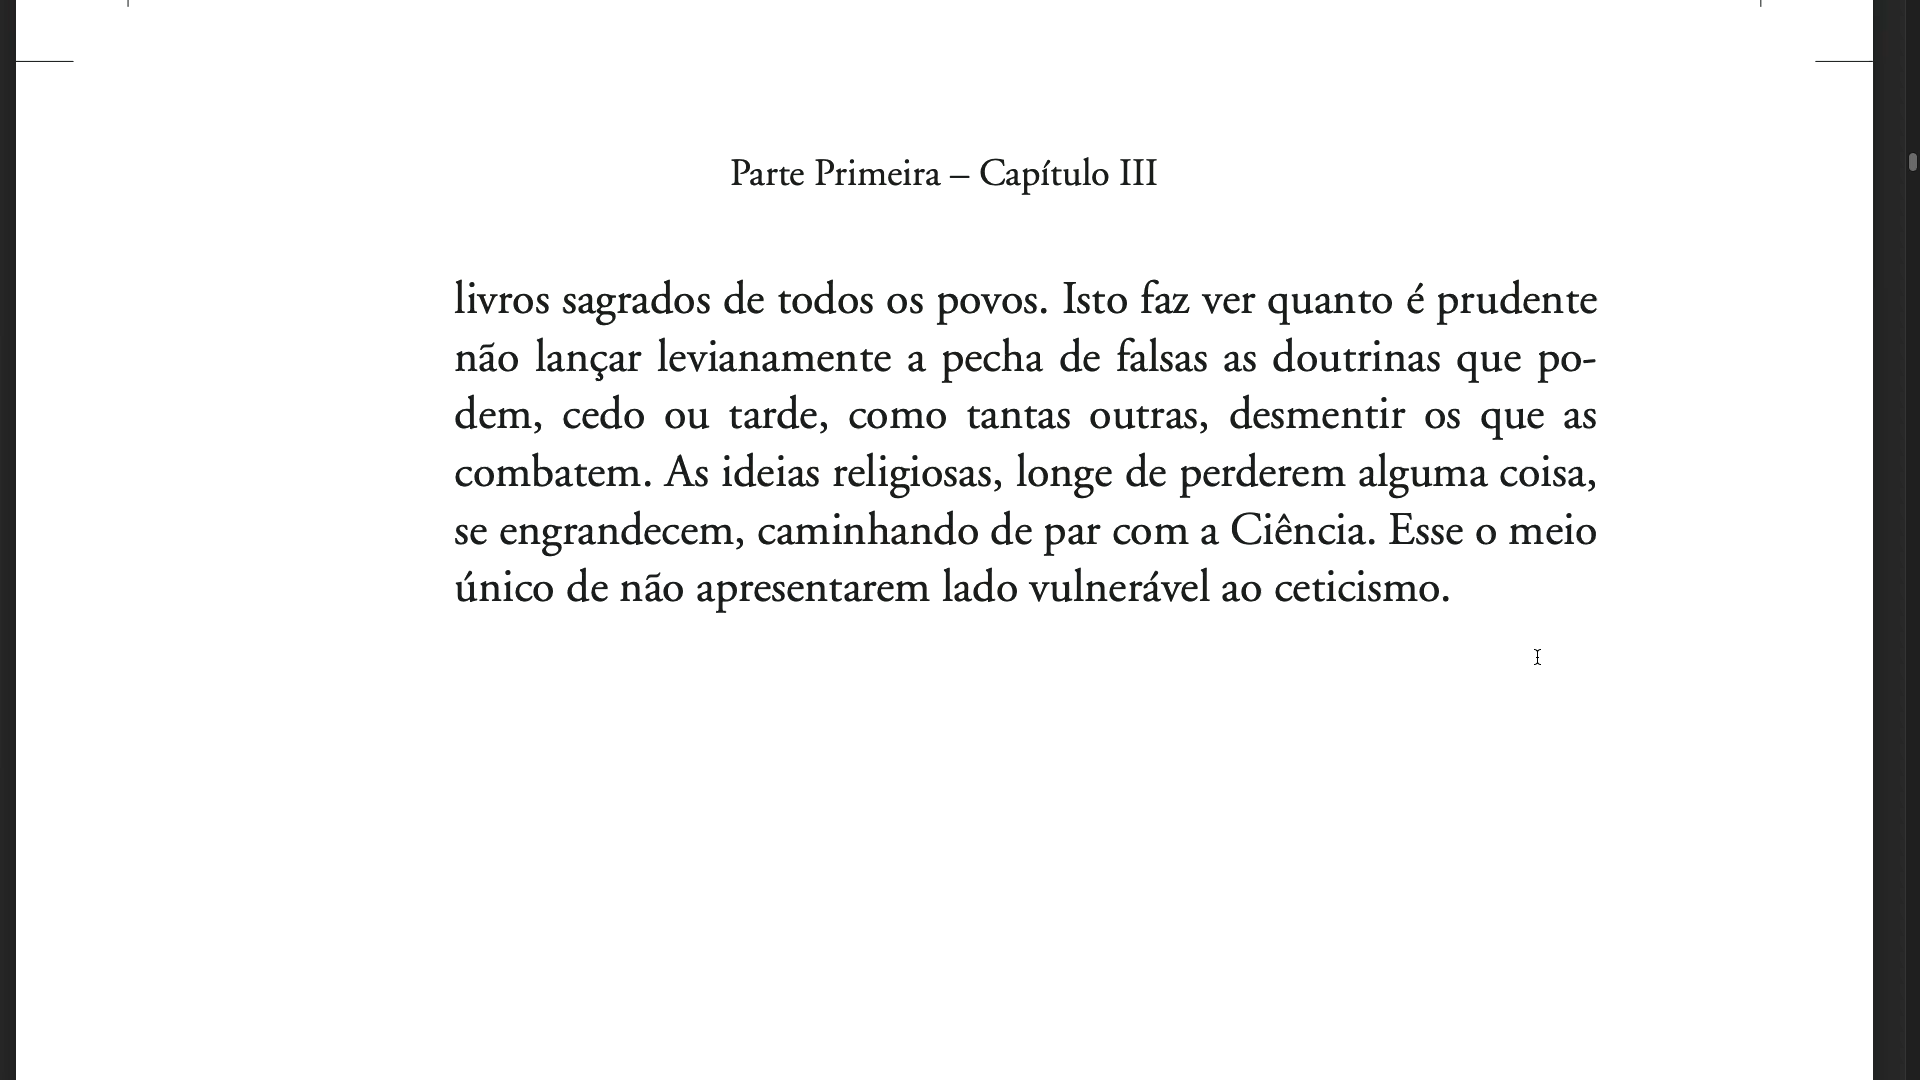 Parte Primeira – Capítulo III
livros sagrados de todos os povos. Isto faz ver quanto é prudente
não lançar levianamente a pecha de falsas as doutrinas que po-
dem, cedo ou tarde, como tantas outras, desmentir os que as
combatem. As ideias religiosas, longe de perderem alguma coisa,
se engrandecem, caminhando de par com a Ciência. Esse o meio
único de não apresentarem lado vulnerável ao ceticismo.